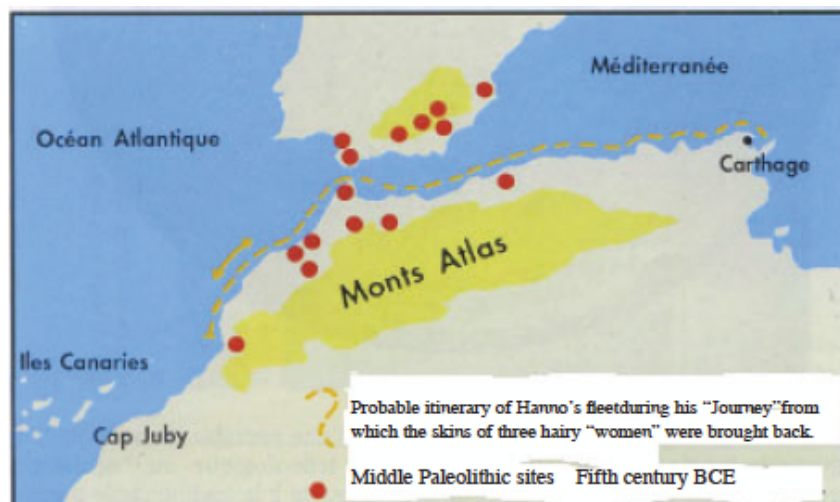 Méditerranée
Océan Atlantique
Carthage
Monts Atlas
Iles Canaries
Cap Juby
Probable itinerary of Hanno's fleetduring his "Journey"from
which the skins of three hairy "women" were brought back.
Middle Paleolithic sites Fifth century BCE